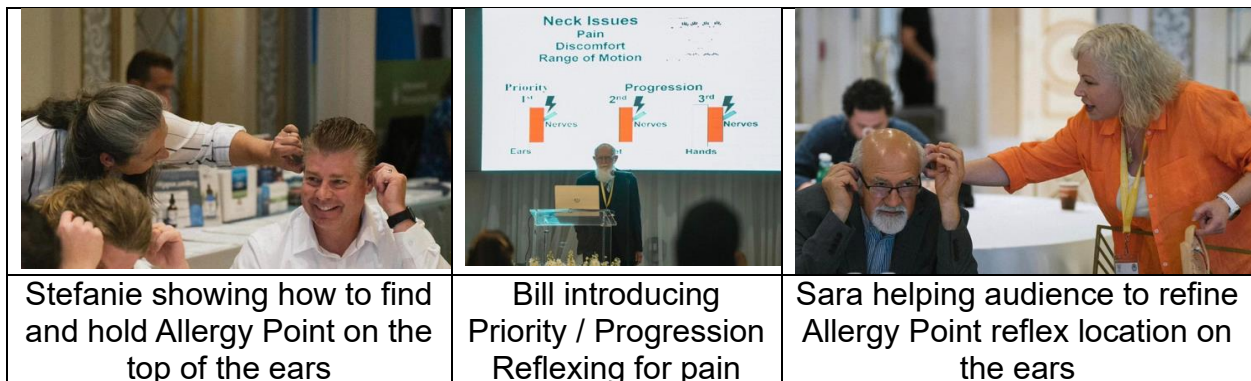 Neck Issues
Pain
Discomfort
Range of Motion
Priority
Progression
1st
2nd
3rd
Nerves
Nerves
Nerves
Ears
Hands
Stefanie showing how to find
and hold Allergy Point on the
top of the ears
Bill introducing
Priority / Progression
Reflexing for pain
Sara helping audience to refine
Allergy Point reflex location on
the ears